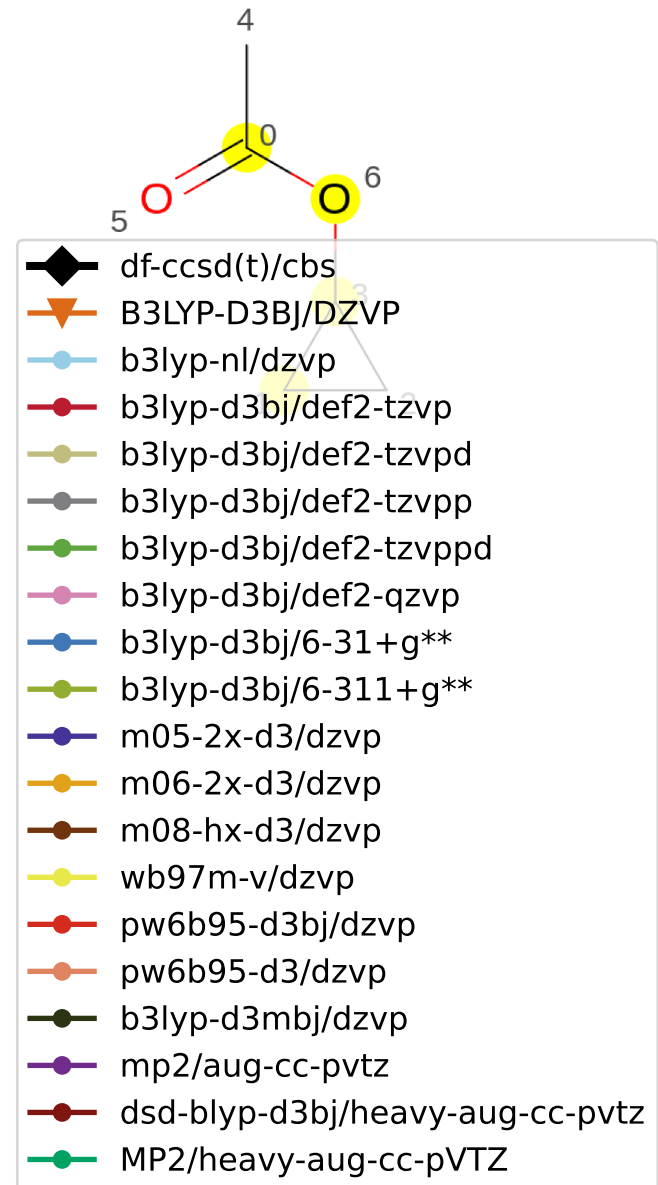 4
0
O
O
6
5
df-ccsd(t)/cbs
3
B3LYP-D3BJ/DZVP
b3lyp-nl/dzvp
2
b3lyp-d3bj/def2-tzvp
b3lyp-d3bj/def2-tzvpd
b3lyp-d3bj/def2-tzvpp
b3lyp-d3bj/def2-tzvppd
b3lyp-d3bj/def2-qzvp
b3lyp-d3bj/6-31+g**
b3lyp-d3bj/6-311+g**
m05-2x-d3/dzvp
m06-2x-d3/dzvp
m08-hx-d3/dzvp
wb97m-v/dzvp
pw6b95-d3bj/dzvp
pw6b95-d3/dzvp
b3lyp-d3mbj/dzvp
mp2/aug-cc-pvtz
dsd-blyp-d3bj/heavy-aug-cc-pvtz
MP2/heavy-aug-cc-pVTZ